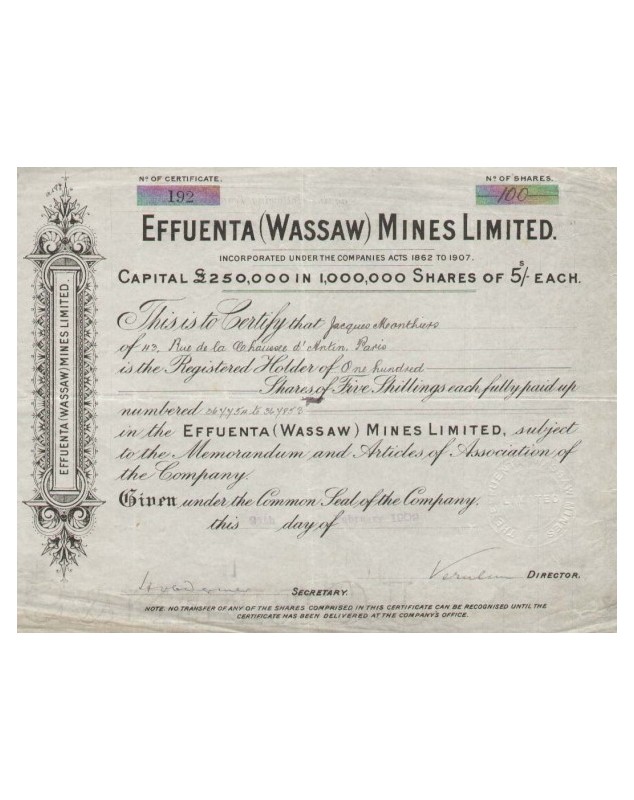 Nº OF CERTIFICATE.
192
Nº OF SHARES.
100
EFFUENTA (WASSAW) MINES LIMITED.
INCORPORATED UNDER THE COMPANIES ACTS 1862 TO 1907.
CAPITAL £250,000 IN 1,000,000 SHARES OF 5/- EACH.
This is to Certify that Jacques
of 43, Rue de la Chaussee d'Antin, Paris
is the Registered Holder of One hundred
Shares of Five Shillings each, fully paid up
numbered
in the EFFUENTA (WASSAW) MINES LIMITED, subject
to the Memorandum and Articles of Association of
the Company.
Given under the Common Seal of the Company.
this day of February
DIRECTOR.
SECRETARY.
NOTE: NO TRANSFER OF ANY OF THE SHARES COMPRISED IN THIS CERTIFICATE CAN BE RECOGNISED UNTIL THE
CERTIFICATE HAS BEEN DELIVERED AT THE COMPANY'S OFFICE.
EFFUENTA (WASSAW) MINES LIMITED.